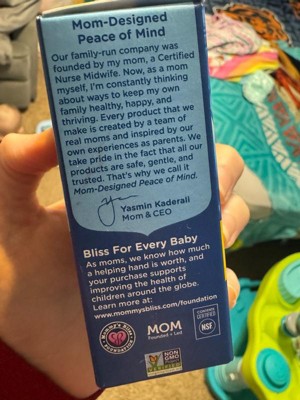 Mom-Designed
Peace of Mind
Our family-run company was
founded by my mom, a Certified
Nurse Midwife. Now, as a mom
myself, I'm constantly thinking
about ways to keep my own
family healthy, happy, and
thriving. Every product that we
make is created by a team of
real moms and inspired by our
own experiences as parents. We
take pride in the fact that all our
products are safe, gentle, and
trusted. That's why we call it
Mom-Designed Peace of Mind.
Yasmin Kaderali
Mom & CEO
Bliss For Every Baby
As moms, we know how much
a helping hand is worth, and
your purchase supports
improving the health of
children around the globe.
Learn more at:
www.mommysbliss.com/foundation
Mommy's Bliss
FOUNDATION
MOM
Founded + Led
NSF
NON
GMO